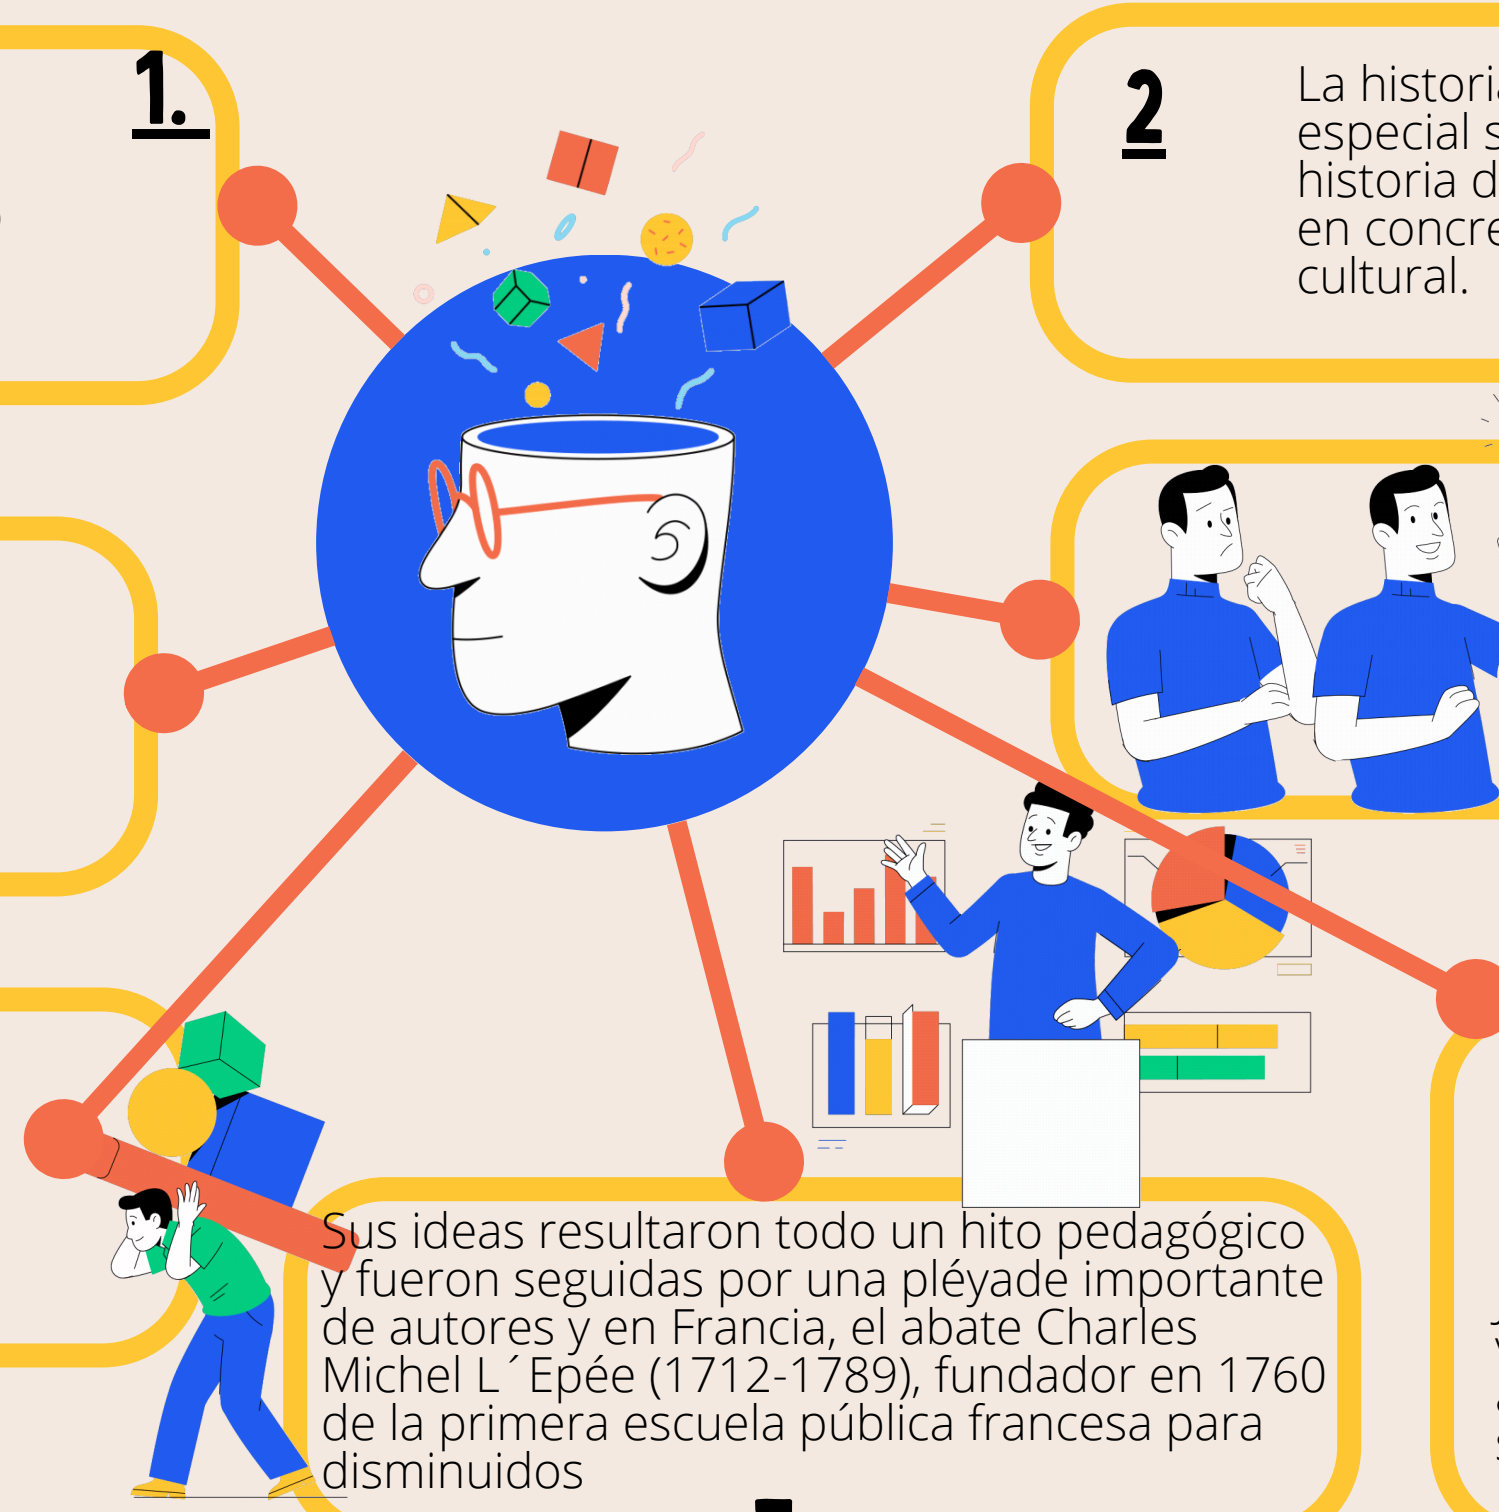 1.
2
La histori
especial s
historia d
en concre
cultural.
Sus ideas resultaron todo un hito pedagógico
y fueron seguidas por una pléyade importante
de autores y en Francia, el abate Charles
Michel L´Epée (1712-1789), fundador en 1760
de la primera escuela pública francesa para
disminuidos